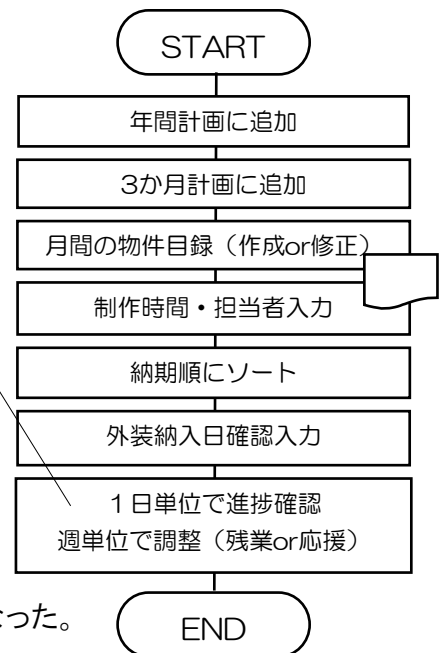 START
年間計画に追加
3か月計画に追加
月間の物件目録（作成or修正）
制作時間・担当者入力
納期順にソート
外装納入日確認入力
１日単位で進捗確認
週単位で調整（残業or応援）
なった。
END